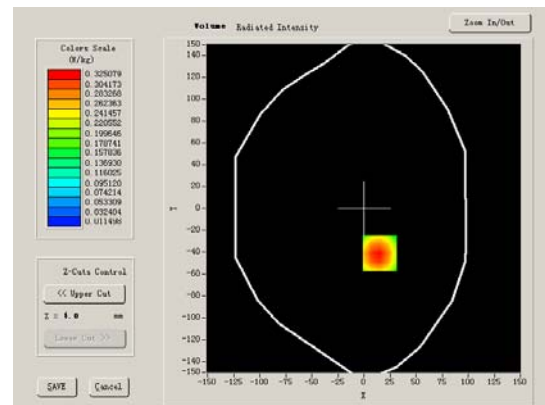 Volume Radiated Intensity
Zoom In/Out
Colors Scale
(W/kg)
0.325079
0.304173
0.283268
0.262363
0.241457
0.220552
0.199646
0.178741
0.157836
0.136930
0.116025
0.095120
0.074214
0.053309
0.032404
0.011498
Z-Cuts Control
<< Upper Cut
Z = 4.0 mm
Lower Cut >>
SAVE
Cancel
150
140
120
100
80
60
40
20
0
-20
-40
-60
-80
-100
-120
-140
-150
Y
-150 -125 -100 -75 -50 -25 0 25 50 75 100 125 150
X